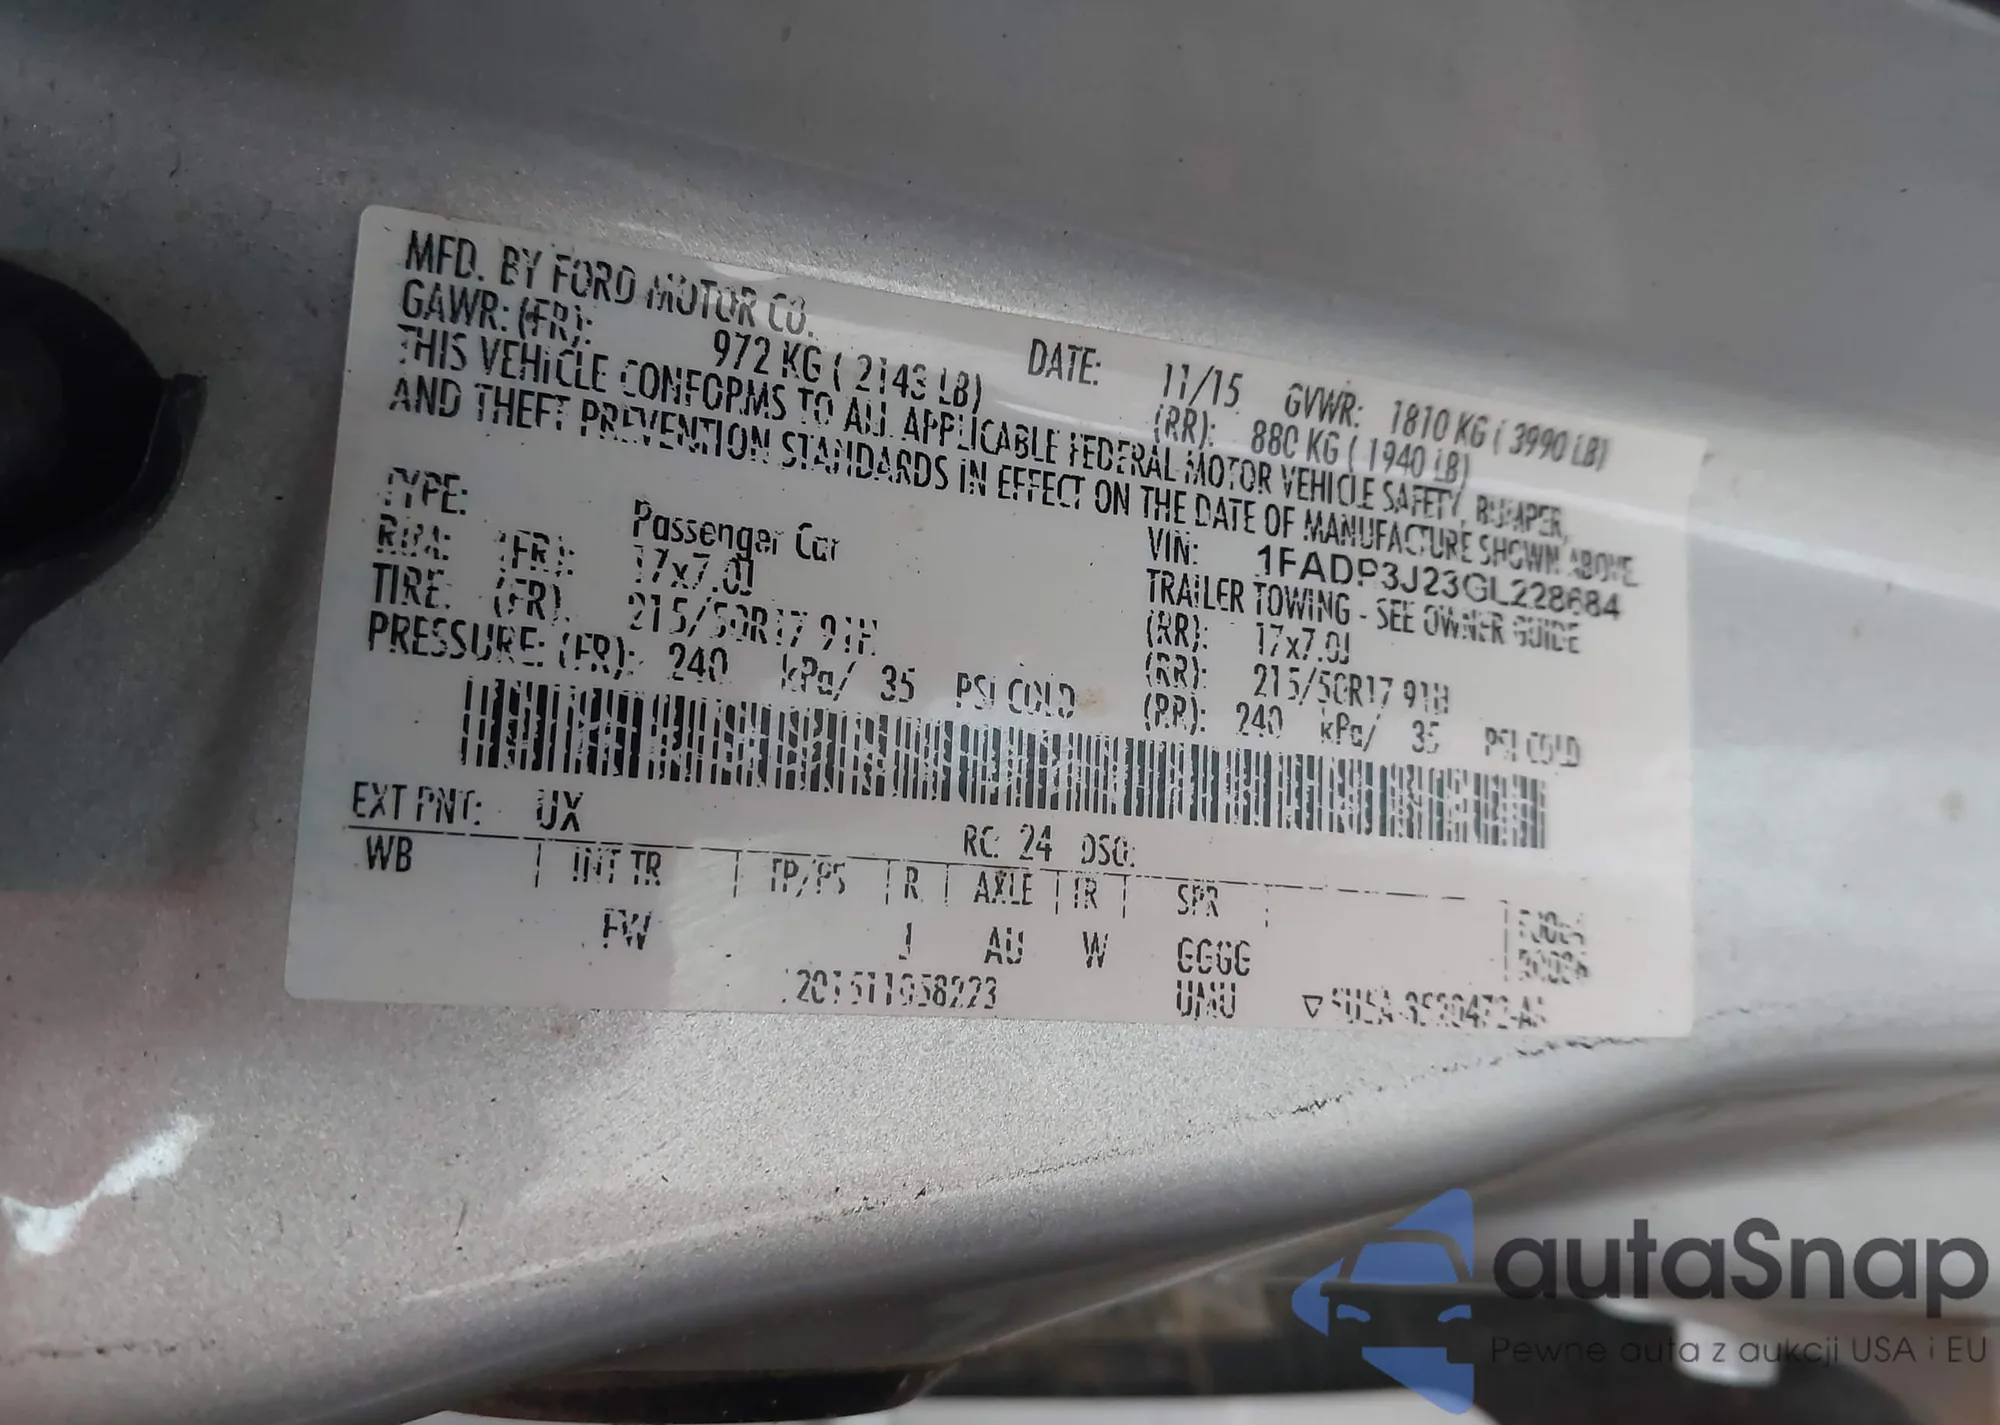 MFD. BY FORD MOTOR CO. DATE: 11/15 GVWR: 1810 KG ( 3990 LB)
GAWR: (FR): 972 KG ( 2143 LB) (RR): 880 KG ( 1940 LB)
THIS VEHICLE CONFORMS TO ALL APPLICABLE FEDERAL MOTOR VEHICLE SAFETY, BUMPER,
AND THEFT PREVENTION STANDARDS IN EFFECT ON THE DATE OF MANUFACTURE SHOWN ABOVE.
VIN: 1FADP3J23GL228684
TYPE: Passenger Car TRAILER TOWING - SEE OWNER GUIDE
RIM: (FR): 17x7.0J (RR): 17x7.0J
TIRE: (FR): 215/50R17 91H (RR): 215/50R17 91H
PRESSURE: (FR): 240 kPa/ 35 PSI COLD (RR): 240 kPa/ 35 PSI COLD
EXT PNT: UX RC: 24 DSO:
WB INT TR TP/PS R AXLE TR SPR
FW J AU W GGGG
UMU
autaSnap
Pewne auta z aukcji USA i EU